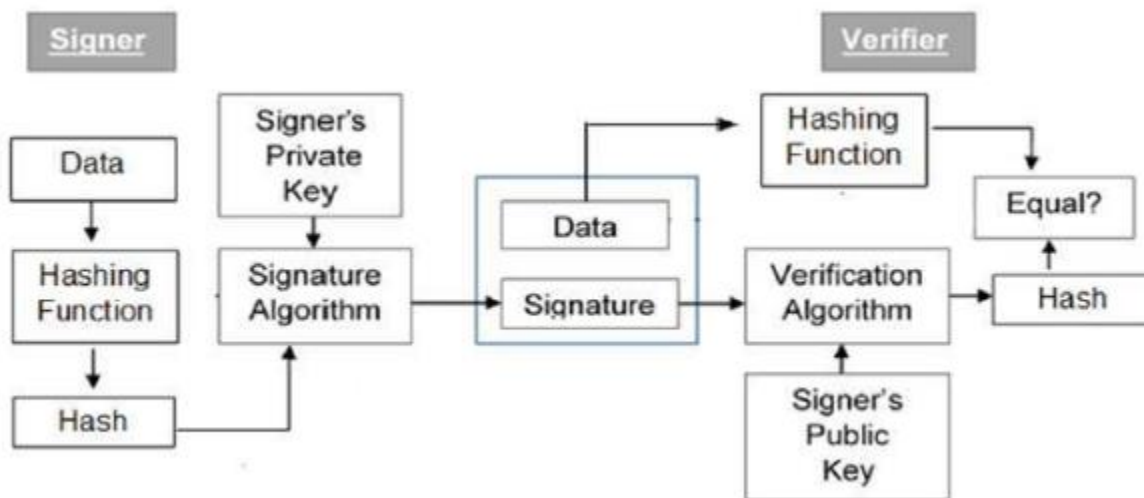 Signer
Verifier
Data
Hashing
Function
Hash
Signer's
Private
Key
Signature
Algorithm
Data
Signature
Hashing
Function
Verification
Algorithm
Signer's
Public
Key
Equal?
Hash